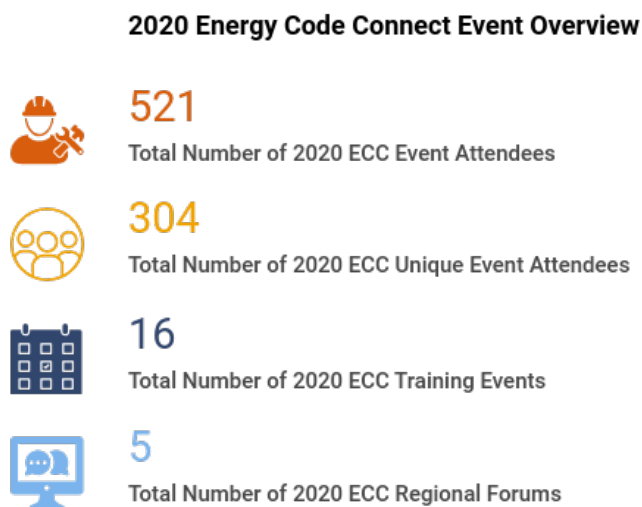 2020 Energy Code Connect Event Overview
521
Total Number of 2020 ECC Event Attendees
304
Total Number of 2020 ECC Unique Event Attendees
16
Total Number of 2020 ECC Training Events
5
Total Number of 2020 ECC Regional Forums